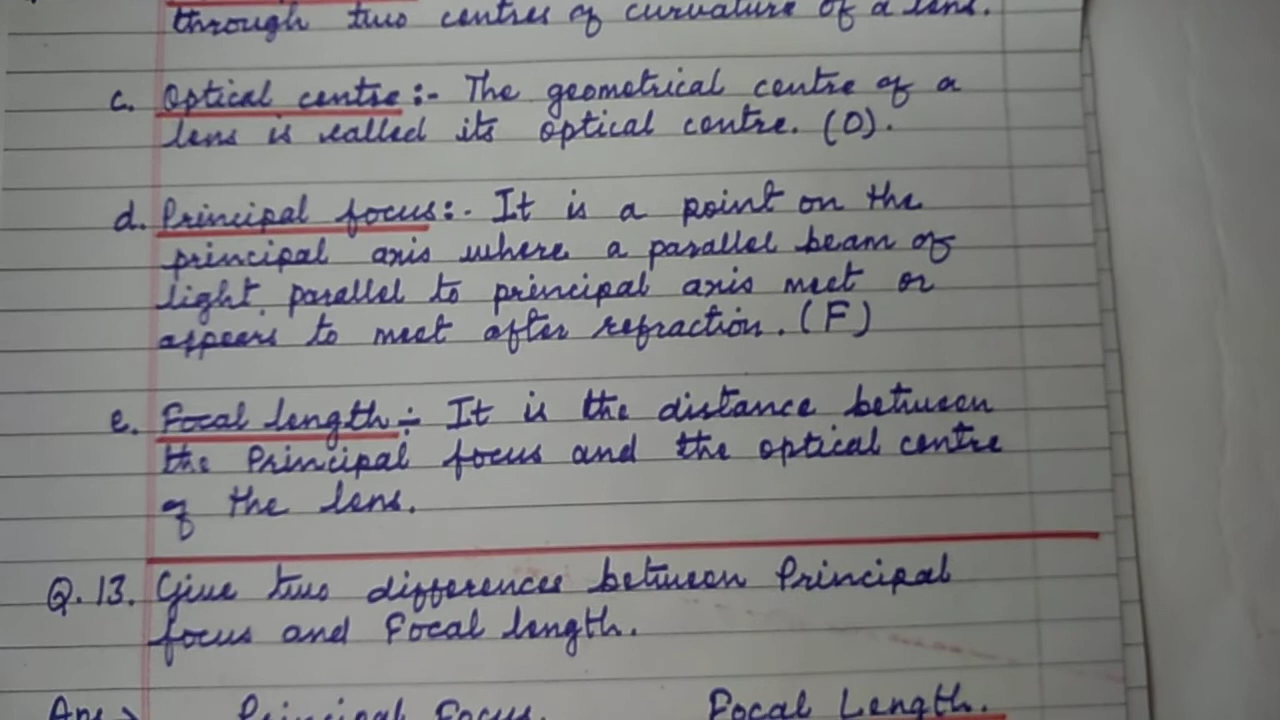 through two centres of curvature of a lens.
c. Optical centre:- The geometrical centre of a
lens is called its optical centre. (O).
d. Principal focus:- It is a point on the
principal axis where a parallel beam of
light parallel to principal axis meet or
appears to meet after refraction. (F)
e. Focal length:- It is the distance between
the Principal focus and the optical centre
of the lens.
Q.13. Give two differences between Principal
focus and Focal length.
Ans → Principal Focus. Focal Length.